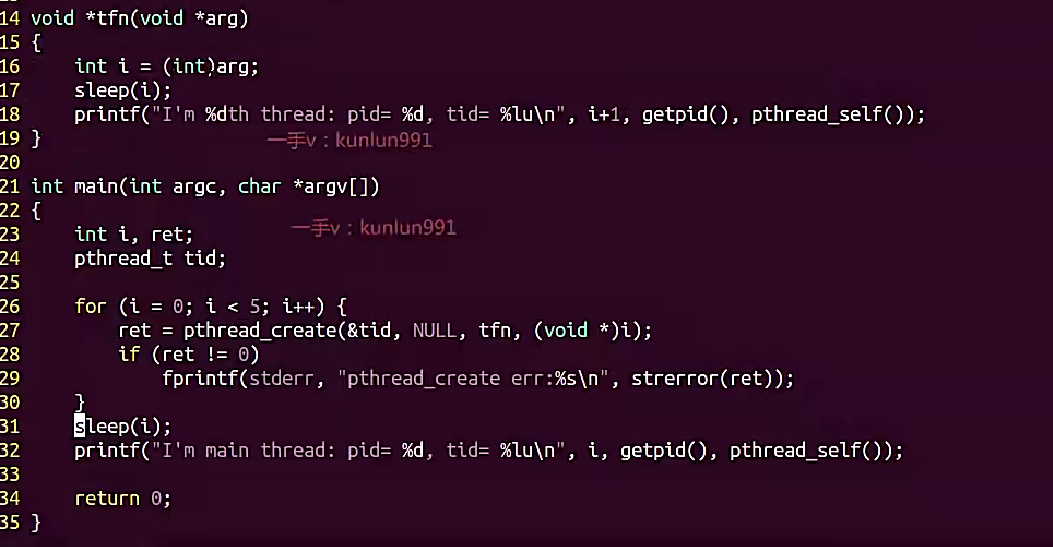 14 void *tfn(void *arg)
15 {
16     int i = (int)arg;
17     sleep(i);
18     printf("I'm %dth thread: pid= %d, tid= %lu\n", i+1, getpid(), pthread_self());
19 }
一手v：kunlun991
20
21 int main(int argc, char *argv[])
22 {
一手v：kunlun991
23     int i, ret;
24     pthread_t tid;
25
26     for (i = 0; i < 5; i++) {
27         ret = pthread_create(&tid, NULL, tfn, (void *)i);
28         if (ret != 0)
29             fprintf(stderr, "pthread_create err:%s\n", strerror(ret));
30     }
31     sleep(i);
32     printf("I'm main thread: pid= %d, tid= %lu\n", i, getpid(), pthread_self());
33
34     return 0;
35 }